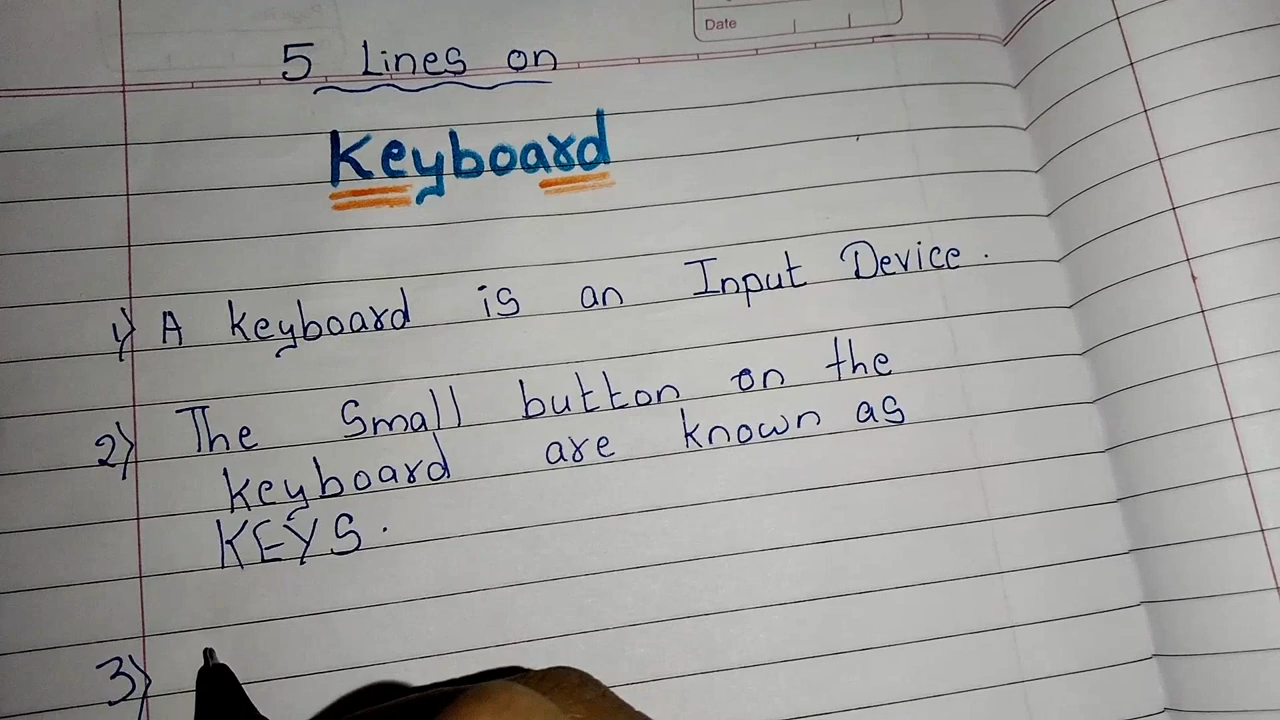 Date
5 Lines on
Keyboard
1) A keyboard is an Input Device.
2) The Small button on the
keyboard are known as
KEYS.
3)